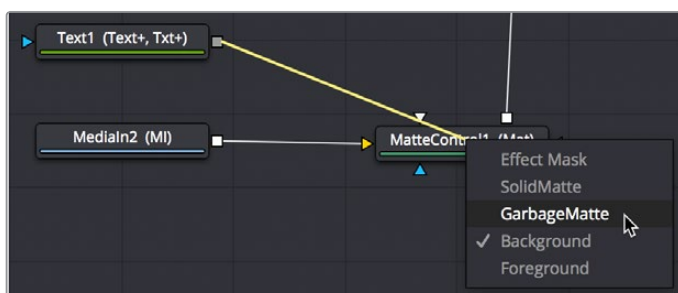 Text1 (Text+, Txt+)
MediaIn2 (MI)
MatteControl1 (Mat)
Effect Mask
SolidMatte
GarbageMatte
✓ Background
Foreground